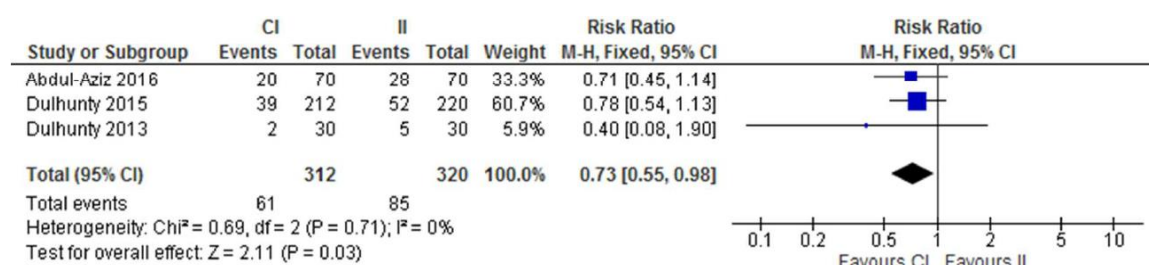 CI II Risk Ratio Risk Ratio
Study or Subgroup Events Total Events Total Weight M-H, Fixed, 95% CI M-H, Fixed, 95% CI
Abdul-Aziz 2016 20 70 28 70 33.3% 0.71 [0.45, 1.14]
Dulhunty 2015 39 212 52 220 60.7% 0.78 [0.54, 1.13]
Dulhunty 2013 2 30 5 30 5.9% 0.40 [0.08, 1.90]
Total (95% CI) 312 320 100.0% 0.73 [0.55, 0.98]
Total events 61 85
Heterogeneity: Chi² = 0.69, df = 2 (P = 0.71); I² = 0%
Test for overall effect: Z = 2.11 (P = 0.03)
0.1 0.2 0.5 1 2 5 10
Favours CI Favours II